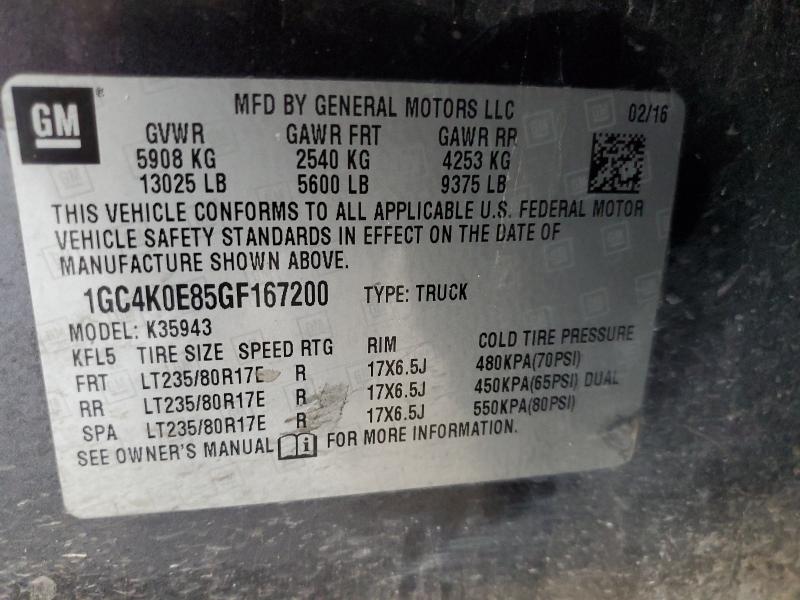 GM®
MFD BY GENERAL MOTORS LLC 02/16
GVWR GAWR FRT GAWR RR
5908 KG 2540 KG 4253 KG
13025 LB 5600 LB 9375 LB
THIS VEHICLE CONFORMS TO ALL APPLICABLE U.S. FEDERAL MOTOR
VEHICLE SAFETY STANDARDS IN EFFECT ON THE DATE OF
MANUFACTURE SHOWN ABOVE.
1GC4K0E85GF167200 TYPE: TRUCK
MODEL: K35943
KFL5 TIRE SIZE SPEED RTG RIM COLD TIRE PRESSURE
FRT LT235/80R17E R 17X6.5J 480KPA(70PSI)
RR LT235/80R17E R 17X6.5J 450KPA(65PSI) DUAL
SPA LT235/80R17E R 17X6.5J 550KPA(80PSI)
SEE OWNER'S MANUAL i FOR MORE INFORMATION.